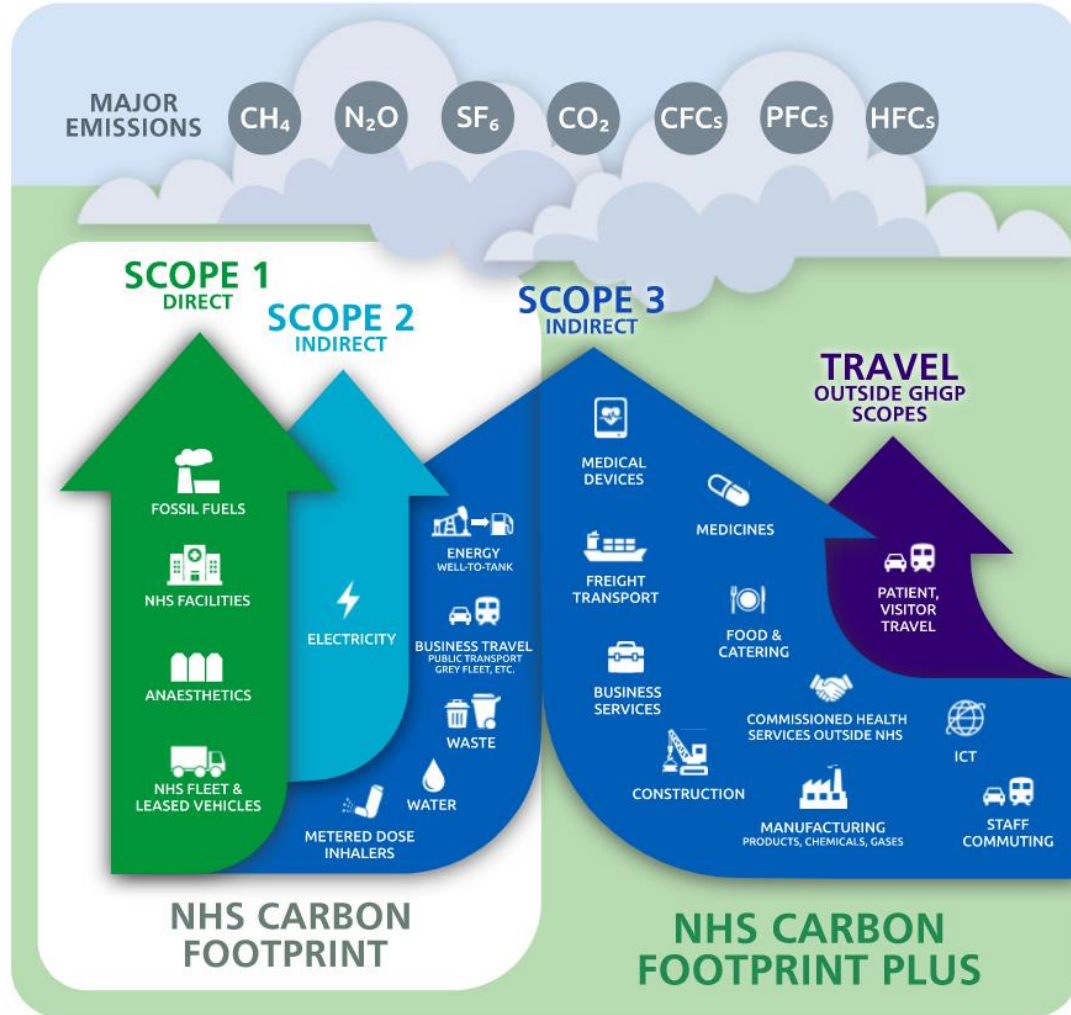 MAJOR
EMISSIONS
CH₄
N₂O
SF₆
CO₂
CFCs
PFCs
HFCs
SCOPE 1
DIRECT
FOSSIL FUELS
NHS FACILITIES
ANAESTHETICS
NHS FLEET &
LEASED VEHICLES
SCOPE 2
INDIRECT
ELECTRICITY
SCOPE 3
INDIRECT
ENERGY
WELL-TO-TANK
BUSINESS TRAVEL
PUBLIC TRANSPORT
GREY FLEET, ETC.
WASTE
WATER
METERED DOSE
INHALERS
MEDICAL
DEVICES
MEDICINES
FREIGHT
TRANSPORT
FOOD &
CATERING
BUSINESS
SERVICES
COMMISSIONED HEALTH
SERVICES OUTSIDE NHS
ICT
CONSTRUCTION
MANUFACTURING
PRODUCTS, CHEMICALS, GASES
STAFF
COMMUTING
TRAVEL
OUTSIDE GHGP
SCOPES
PATIENT,
VISITOR
TRAVEL
NHS CARBON
FOOTPRINT
NHS CARBON
FOOTPRINT PLUS